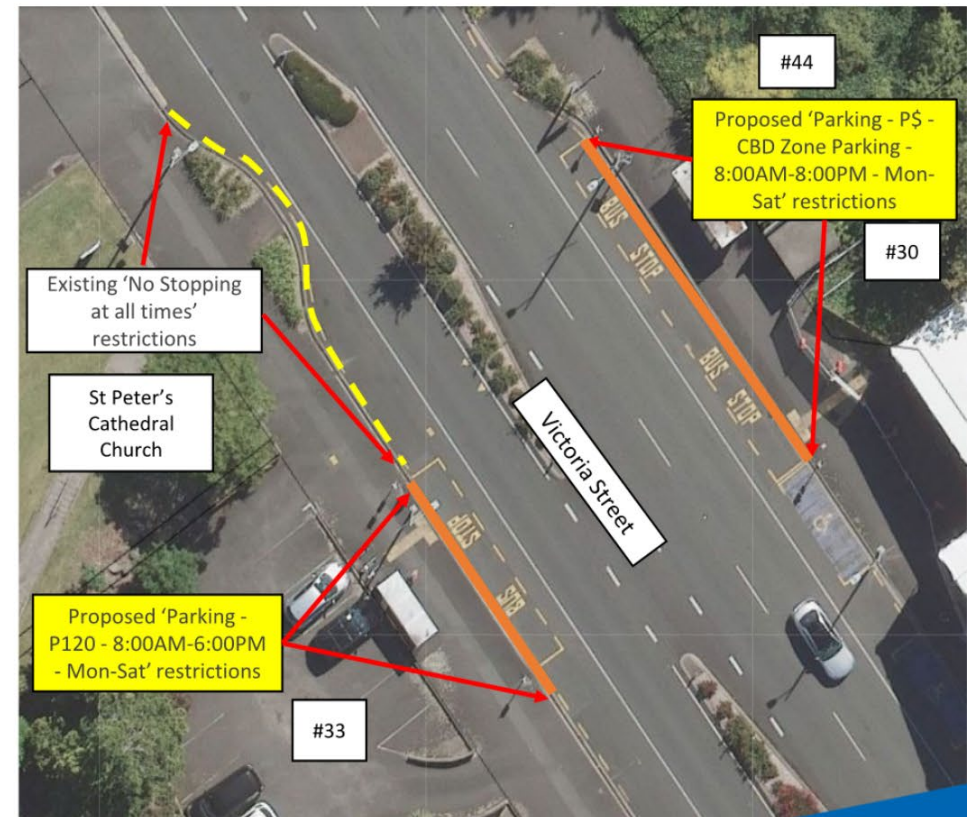 #44
Proposed ‘Parking - P$ -
CBD Zone Parking -
8:00AM-8:00PM - Mon-
Sat’ restrictions
#30
BUS STOP
BUS STOP
Existing ‘No Stopping
at all times’
restrictions
St Peter’s
Cathedral
Church
Victoria Street
BUS
STOP
Proposed ‘Parking -
P120 - 8:00AM-6:00PM
- Mon-Sat’ restrictions
#33